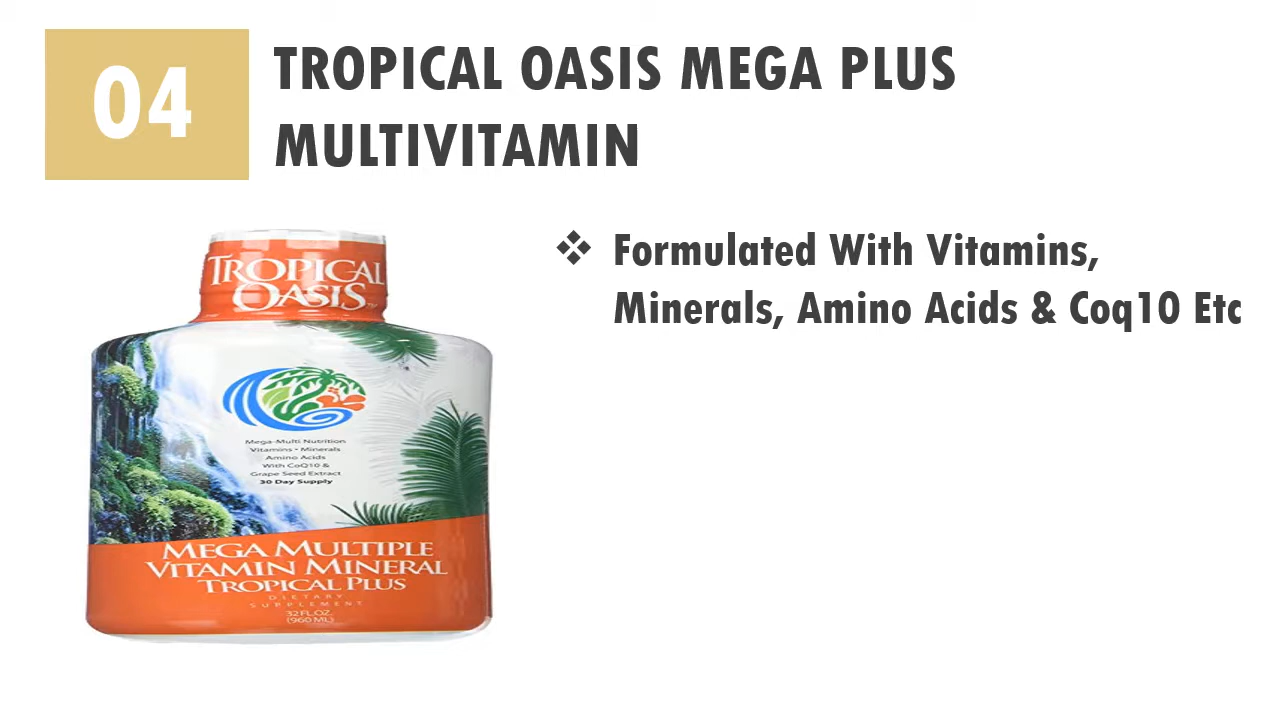 04
TROPICAL OASIS MEGA PLUS
MULTIVITAMIN
❖ Formulated With Vitamins,
Minerals, Amino Acids & Coq10 Etc
TROPICAL
OASIS™
Mega-Multi Nutrition
Vitamins • Minerals
Amino Acids
With CoQ10 &
Grape Seed Extract
30 Day Supply
MEGA MULTIPLE
VITAMIN MINERAL
TROPICAL PLUS
DIETARY
SUPPLEMENT
32 FL.OZ.
(960 ML)